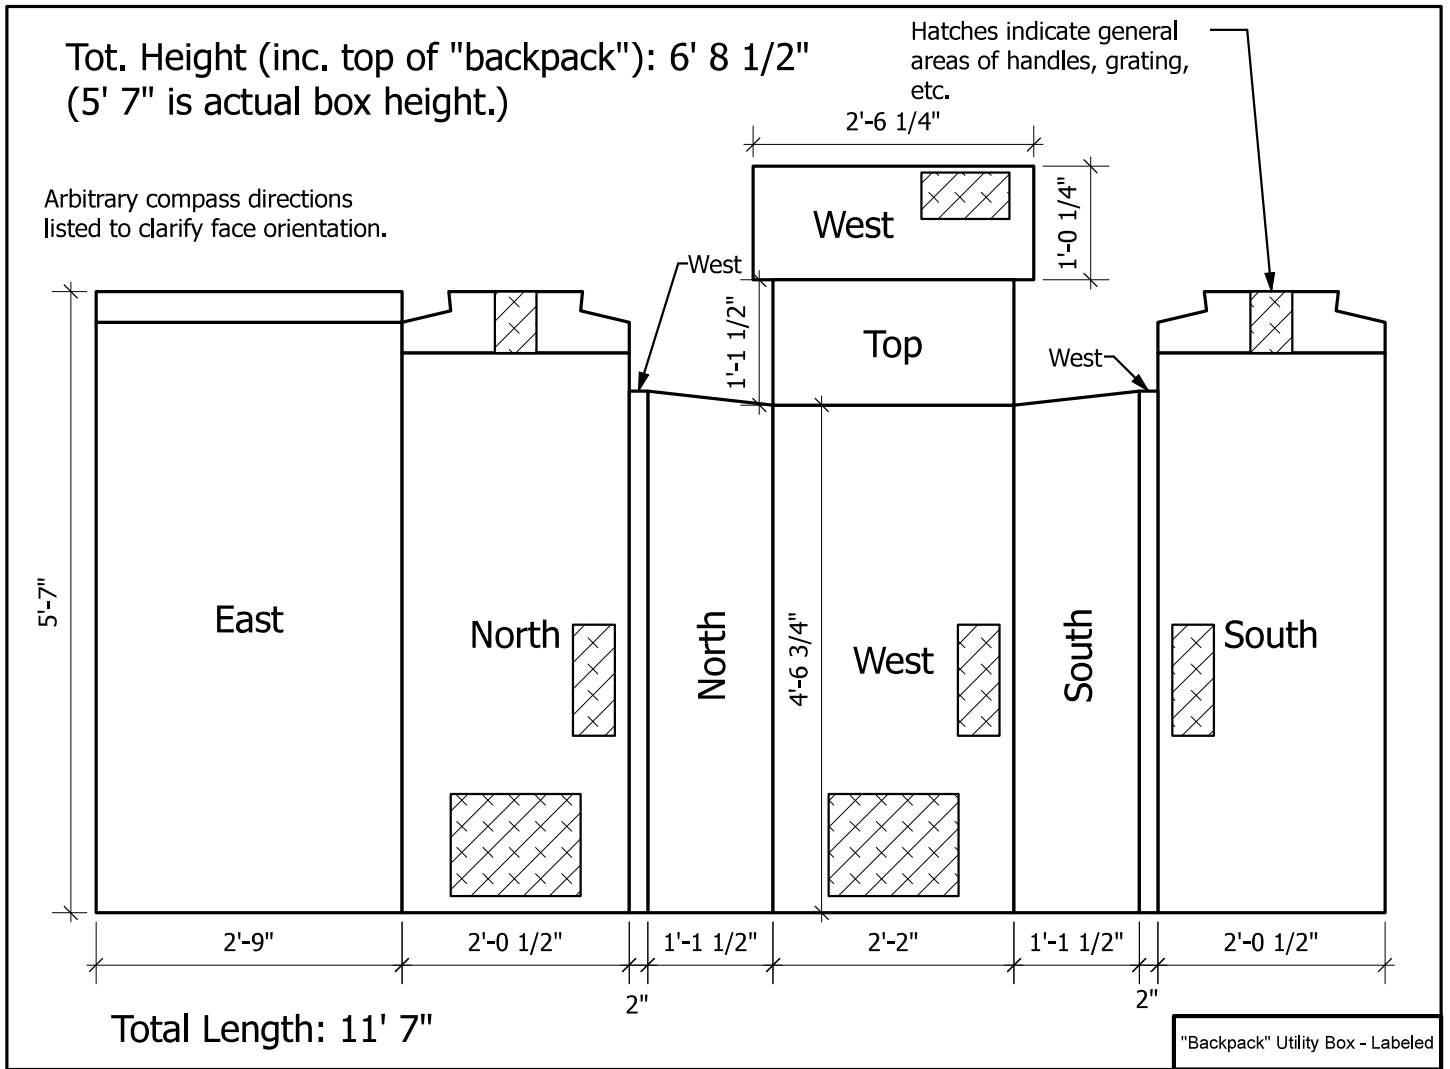 Tot. Height (inc. top of "backpack"): 6' 8 1/2"
(5' 7" is actual box height.)
Hatches indicate general
areas of handles, grating,
etc.
2'-6 1/4"
Arbitrary compass directions
listed to clarify face orientation.
West
1'-0 1/4"
West
1'-1 1/2"
Top
West
5'-7"
East
North
North
4'-6 3/4"
West
South
South
2'-9"
2'-0 1/2"
1'-1 1/2"
2'-2"
1'-1 1/2"
2'-0 1/2"
2"
2"
Total Length: 11' 7"
"Backpack" Utility Box - Labeled